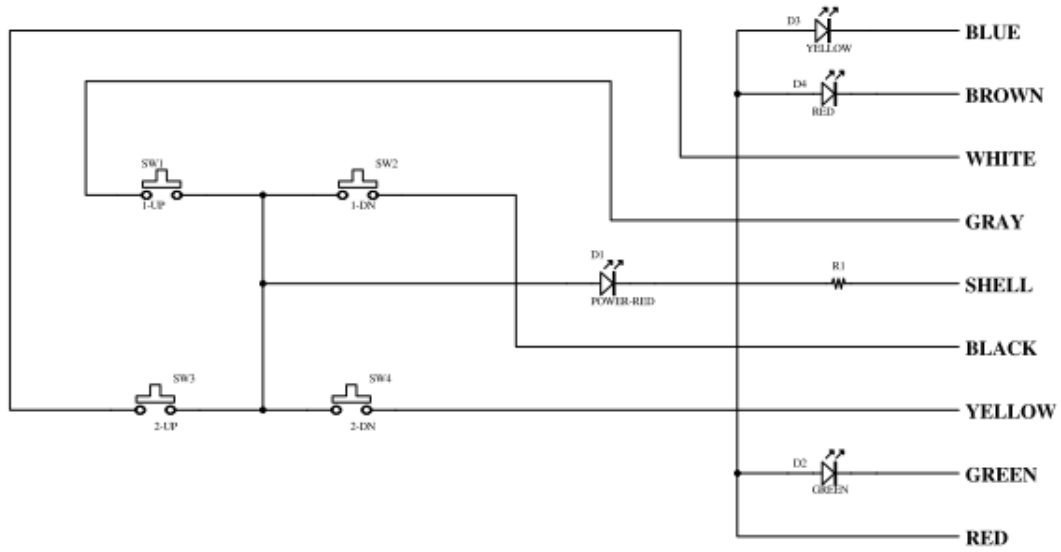 D3
YELLOW
BLUE
D4
RED
BROWN
WHITE
SW1
1-UP
SW2
1-DN
GRAY
D1
POWER-RED
R1
SHELL
BLACK
SW3
2-UP
SW4
2-DN
YELLOW
D2
GREEN
GREEN
RED